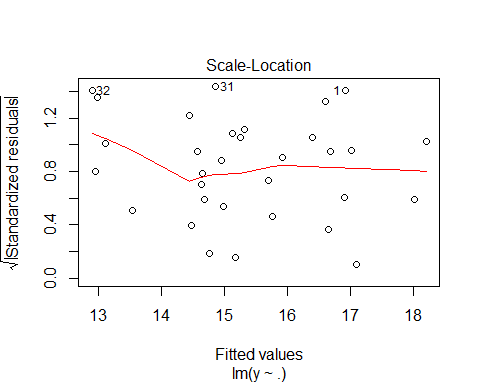 Scale-Location
√|Standardized residuals|
0.0 0.4 0.8 1.2
32
31
1
13 14 15 16 17 18
Fitted values
lm(y ~ .)